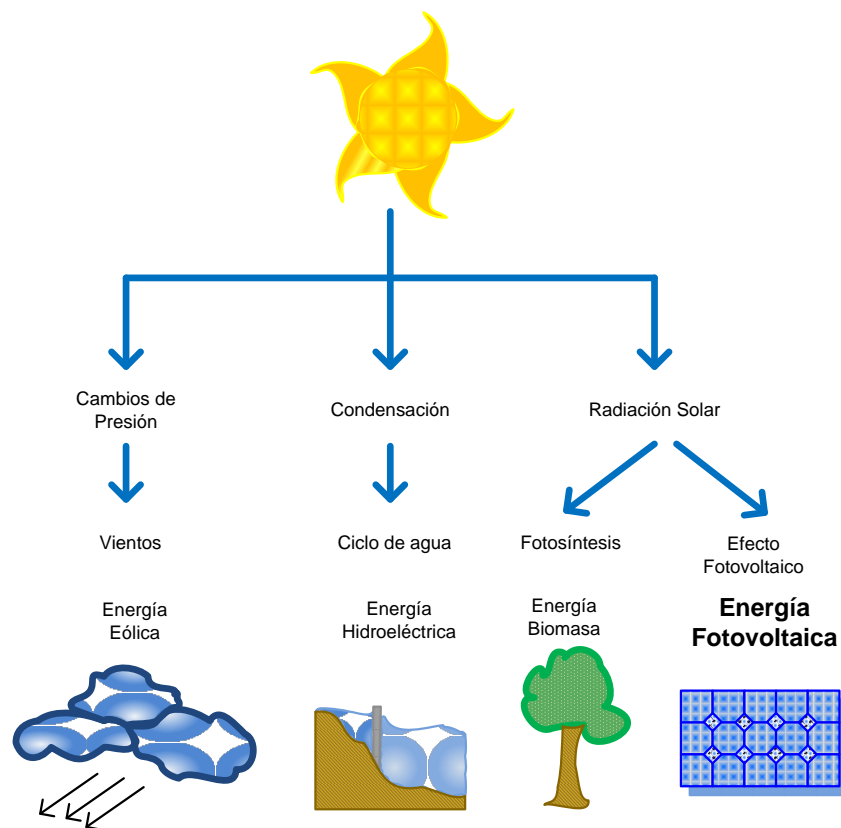 Cambios de
Presión
Condensación
Radiación Solar
Vientos
Ciclo de agua
Fotosíntesis
Efecto
Fotovoltaico
Energía
Eólica
Energía
Hidroeléctrica
Energía
Biomasa
Energía
Fotovoltaica